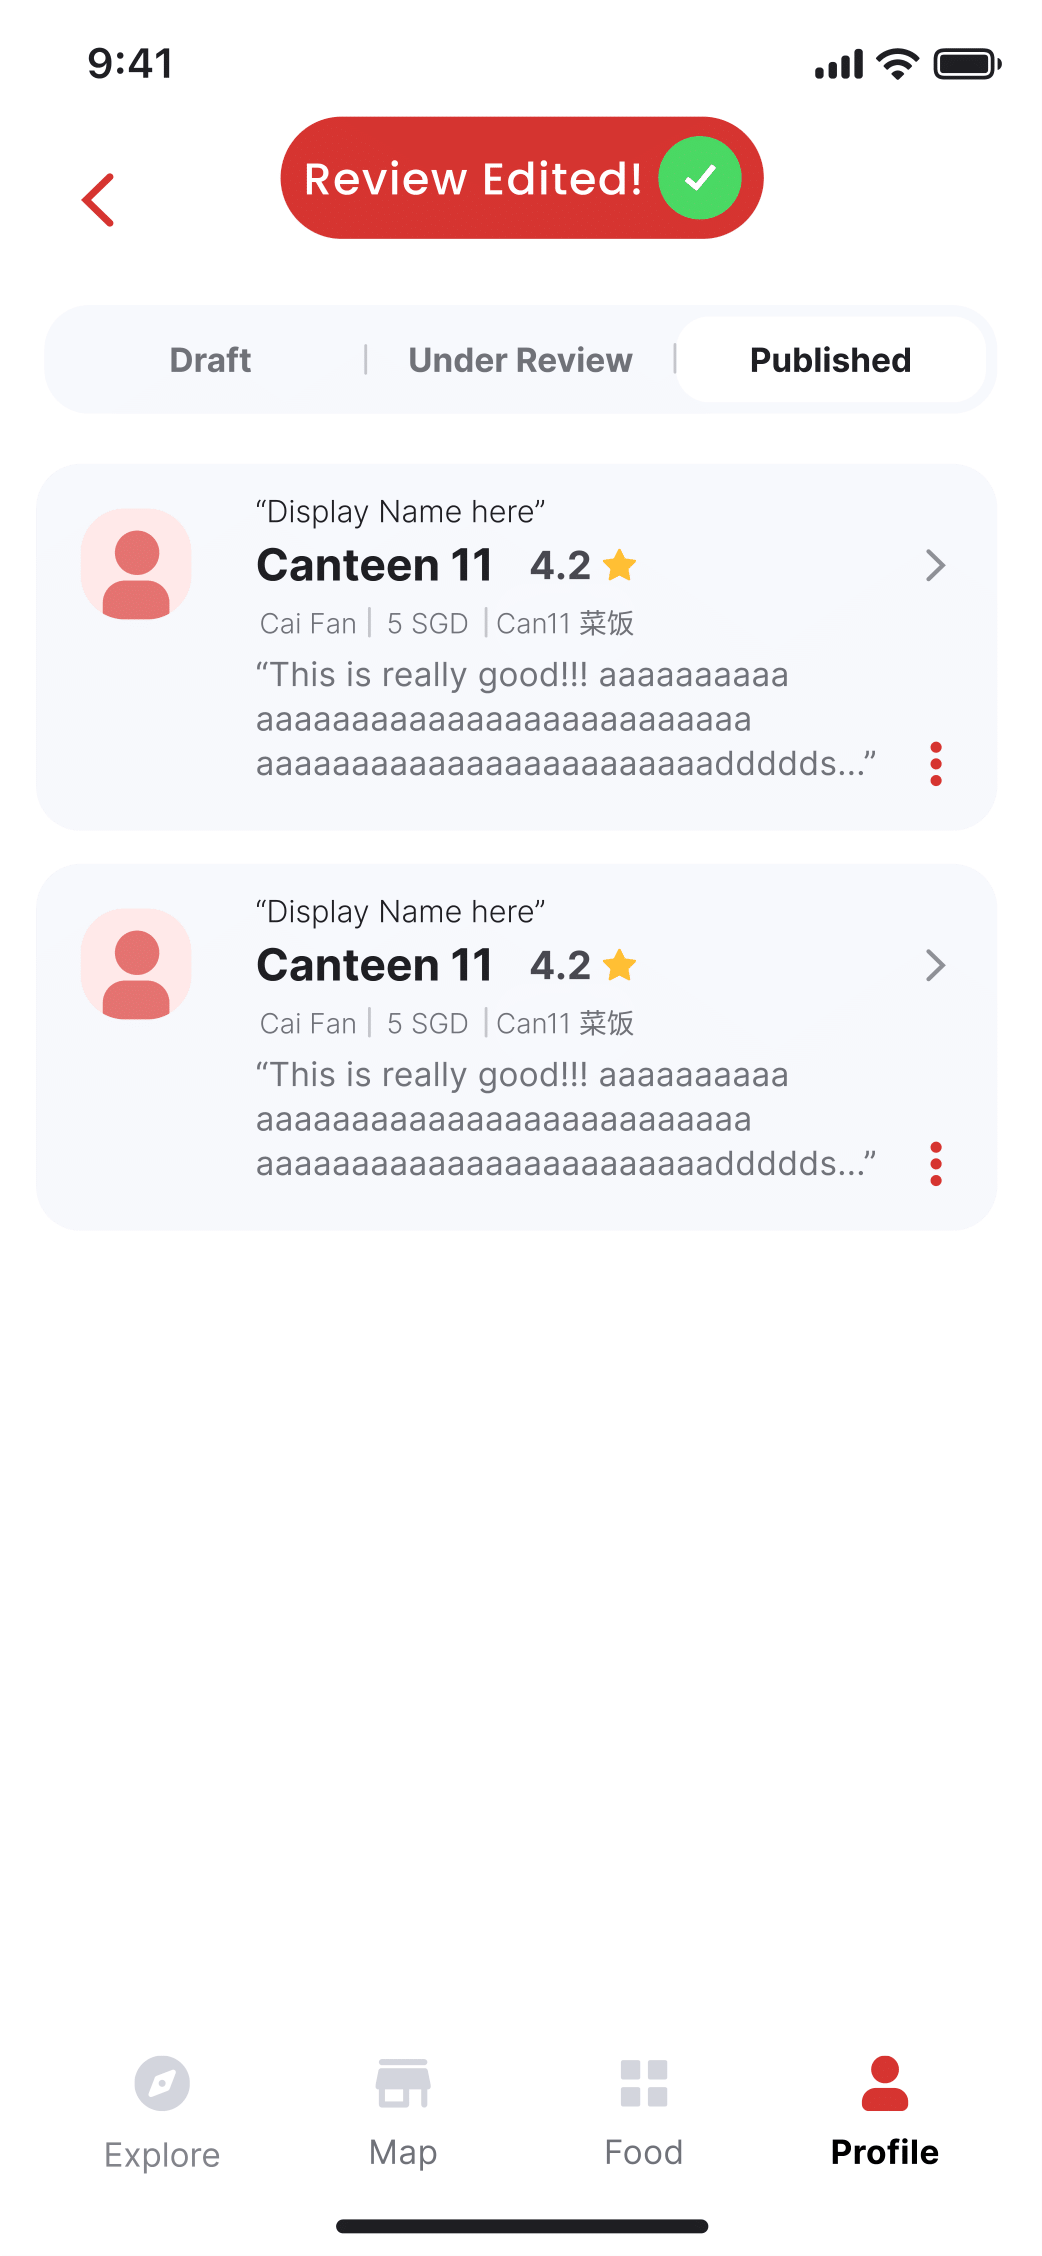 9:41
Review Edited!
Draft | Under Review | Published
“Display Name here”
Canteen 11 4.2
Cai Fan | 5 SGD | Can11 菜饭
“This is really good!!! aaaaaaaaaa
aaaaaaaaaaaaaaaaaaaaaaaaaa
aaaaaaaaaaaaaaaaaaaaaaaaddddds...”
“Display Name here”
Canteen 11 4.2
Cai Fan | 5 SGD | Can11 菜饭
“This is really good!!! aaaaaaaaaa
aaaaaaaaaaaaaaaaaaaaaaaaaa
aaaaaaaaaaaaaaaaaaaaaaaaddddds...”
Explore Map Food Profile